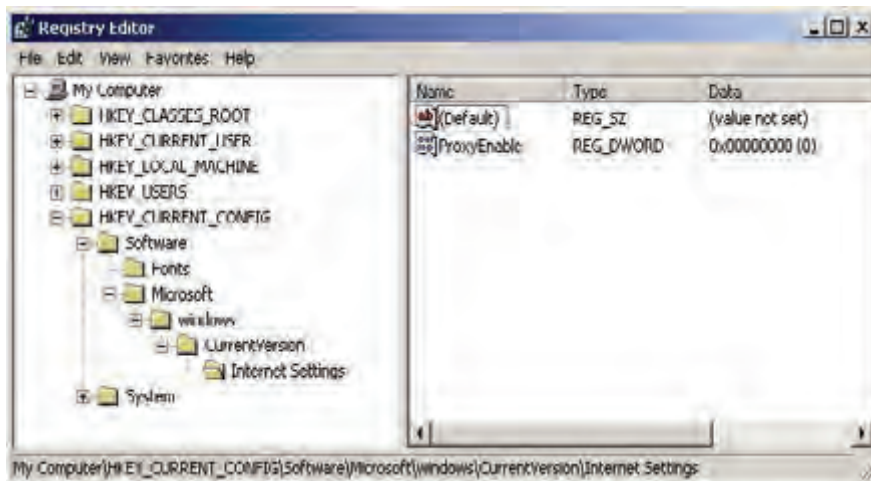 Registry Editor
File Edit View Favorites Help
My Computer
HKEY_CLASSES_ROOT
HKEY_CURRENT_USER
HKEY_LOCAL_MACHINE
HKEY_USERS
HKEY_CURRENT_CONFIG
Software
Fonts
Microsoft
windows
CurrentVersion
Internet Settings
System
Name Type Data
(Default) REG_SZ (value not set)
ProxyEnable REG_DWORD 0x00000000 (0)
My Computer\HKEY_CURRENT_CONFIG\Software\Microsoft\windows\CurrentVersion\Internet Settings